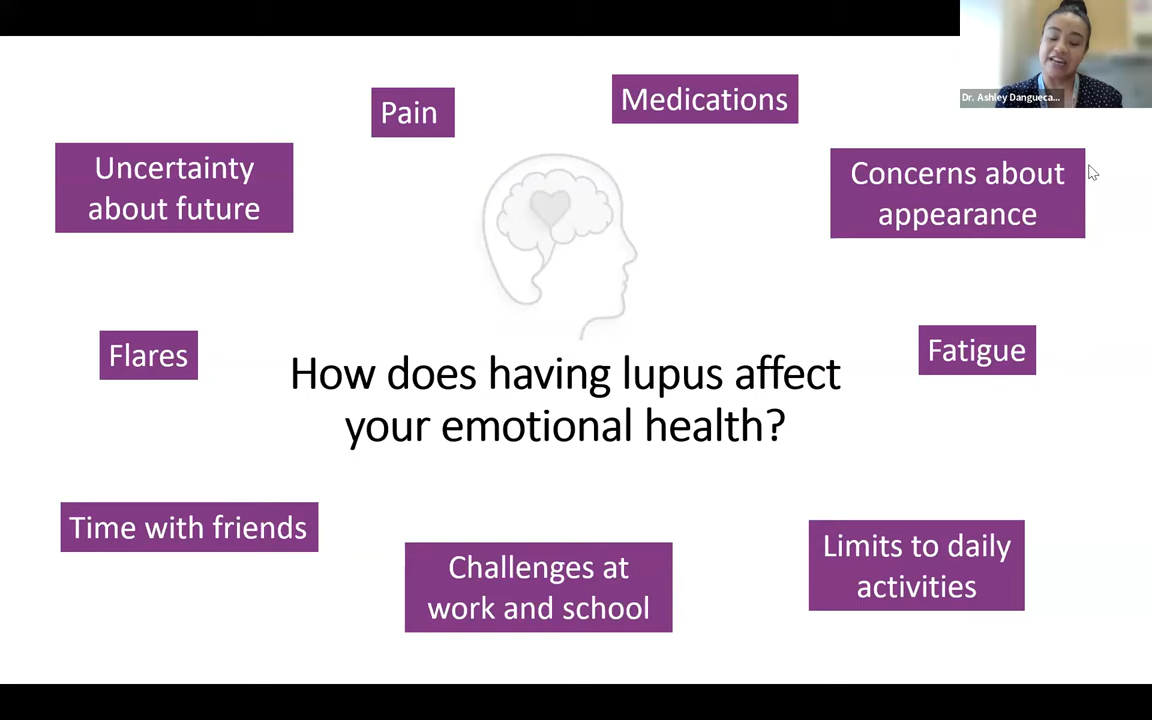 Dr. Ashley Dangueca...
Pain
Medications
Uncertainty
about future
Concerns about
appearance
Flares
Fatigue
How does having lupus affect
your emotional health?
Time with friends
Challenges at
work and school
Limits to daily
activities